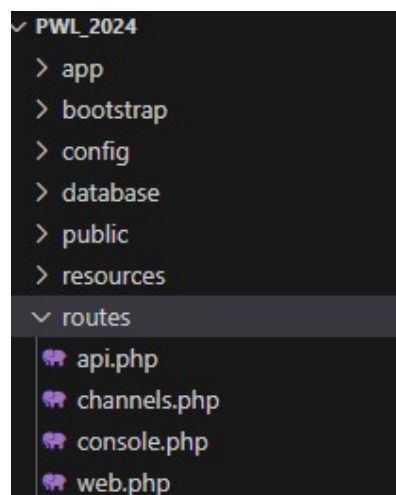 PWL_2024
app
bootstrap
config
database
public
resources
routes
api.php
channels.php
console.php
web.php